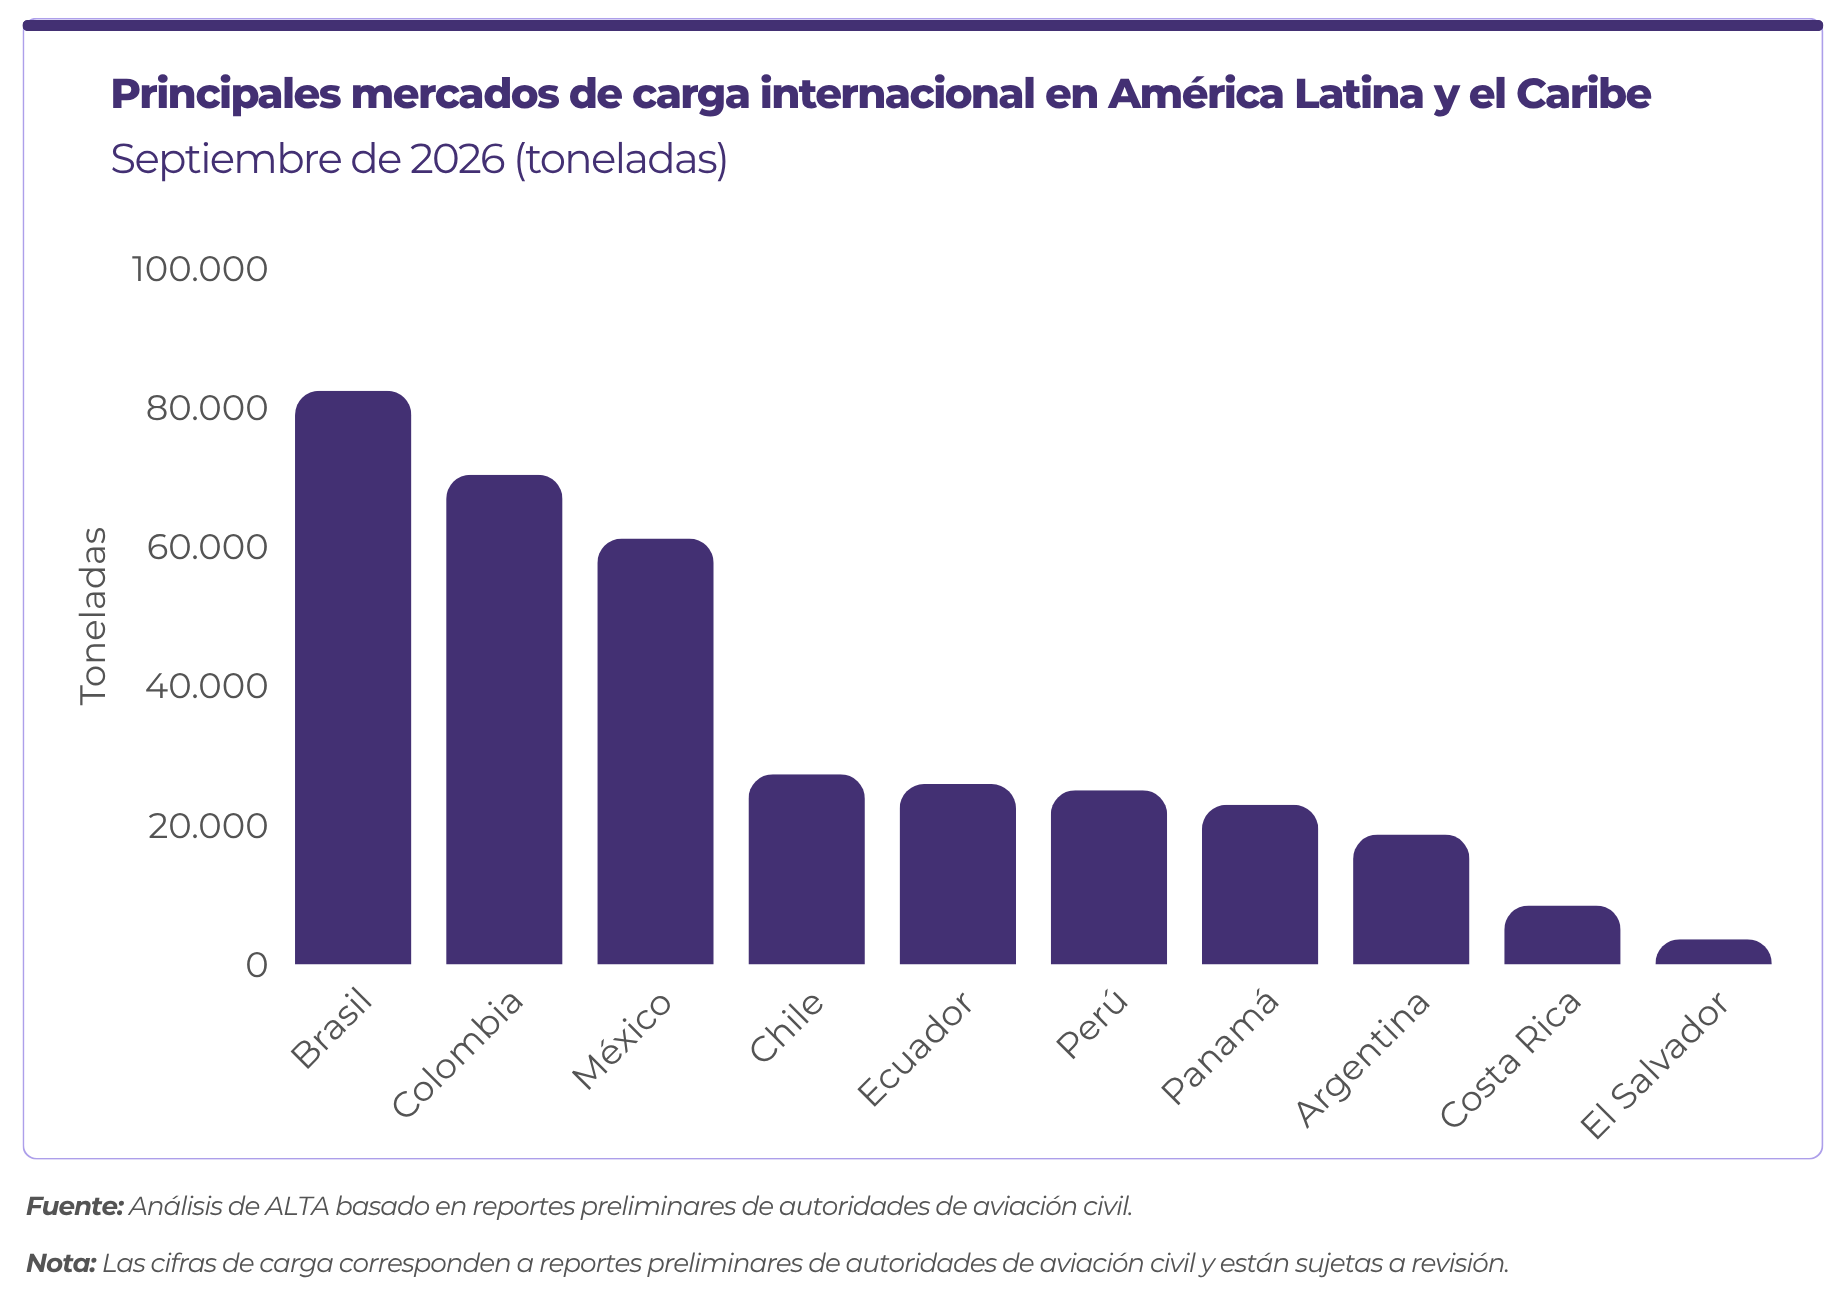 Principales mercados de carga internacional en América Latina y el Caribe
Septiembre de 2026 (toneladas)
100.000
80.000
60.000
40.000
20.000
0
Toneladas
Brasil
Colombia
México
Chile
Ecuador
Perú
Panamá
Argentina
Costa Rica
El Salvador
Fuente: Análisis de ALTA basado en reportes preliminares de autoridades de aviación civil.
Nota: Las cifras de carga corresponden a reportes preliminares de autoridades de aviación civil y están sujetas a revisión.